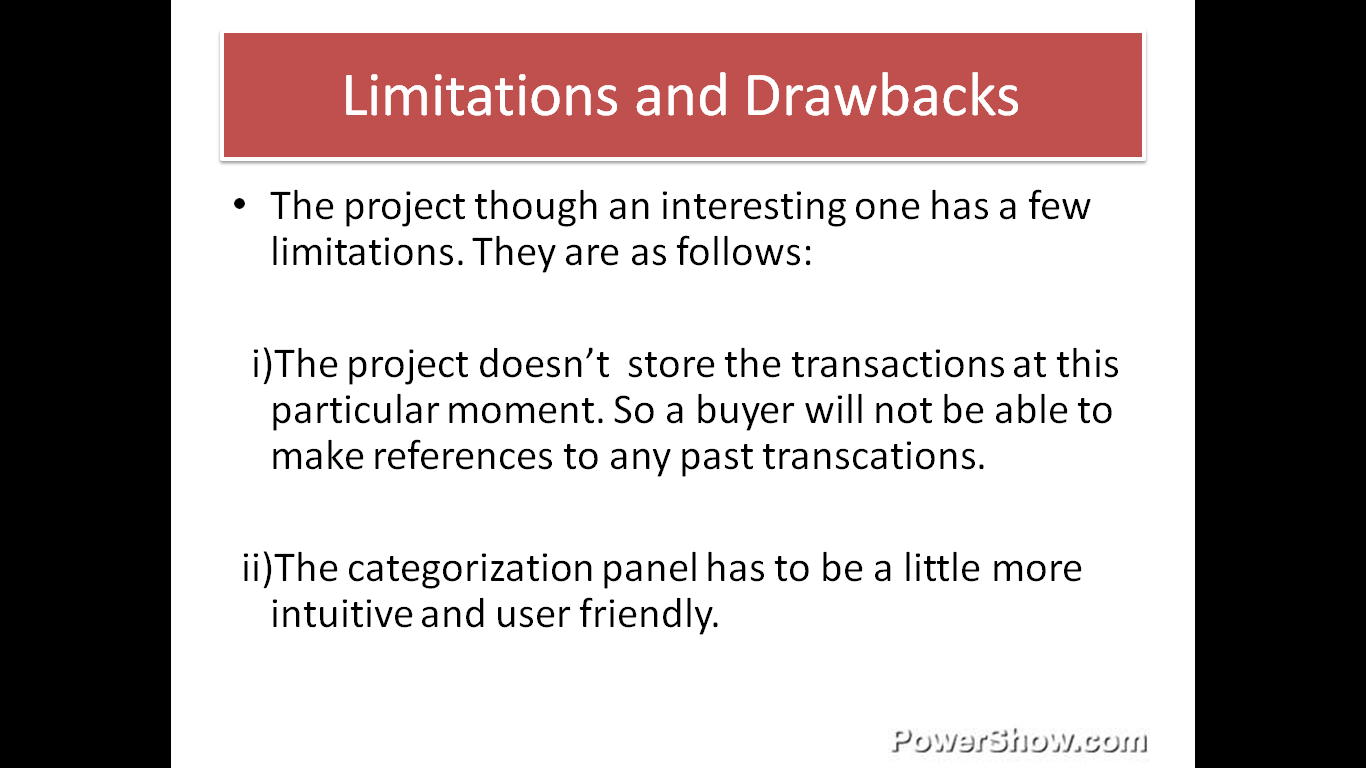 Limitations and Drawbacks
• The project though an interesting one has a few
limitations. They are as follows:
i)The project doesn’t  store the transactions at this
particular moment. So a buyer will not be able to
make references to any past transcations.
ii)The categorization panel has to be a little more
intuitive and user friendly.
PowerShow.com